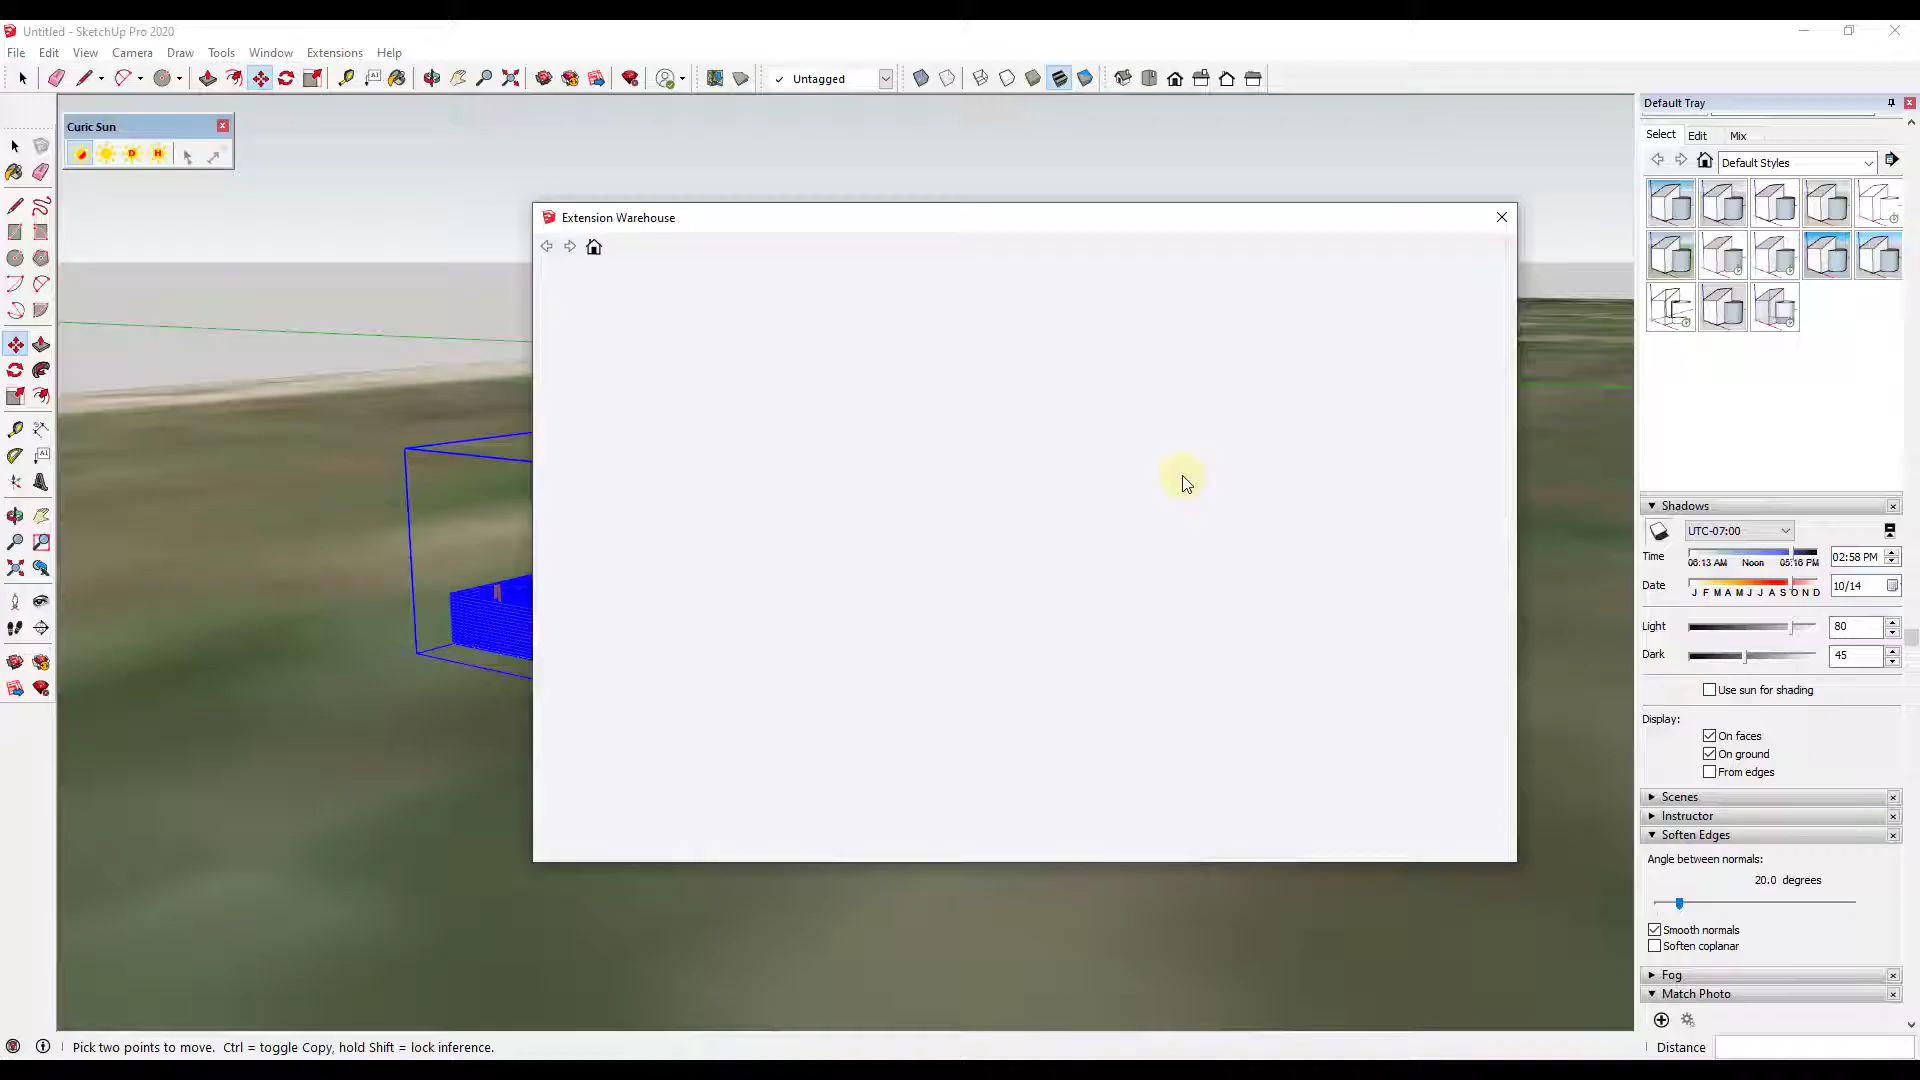 Untitled - SketchUp Pro 2020
File Edit View Camera Draw Tools Window Extensions Help
Untagged
Default Tray
Curic Sun
D H
Select Edit Mix
Default Styles
Extension Warehouse
Shadows
UTC-07:00
Time 06:13 AM Noon 05:16 PM 02:58 PM
Date J F M A M J J A S O N D 10/14
Light 80
Dark 45
Use sun for shading
Display:
On faces
On ground
From edges
Scenes
Instructor
Soften Edges
Angle between normals:
20.0 degrees
Smooth normals
Soften coplanar
Fog
Match Photo
Pick two points to move. Ctrl = toggle Copy, hold Shift = lock inference.
Distance